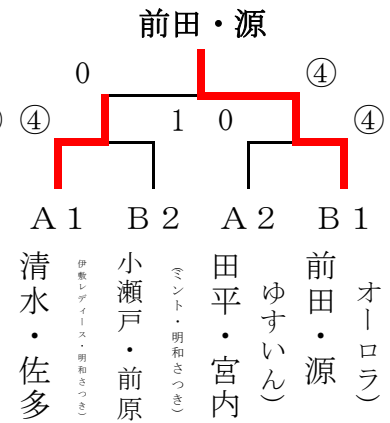 前田・源
0 ④
④ 1 0 ④
A1 B2 A2 B1
清水・佐多
伊敷レディース・明和さつき）
小瀬戸・前原
（ミント・明和さつき）
田平・宮内
ゆすいん）
前田・源
オーロラ）